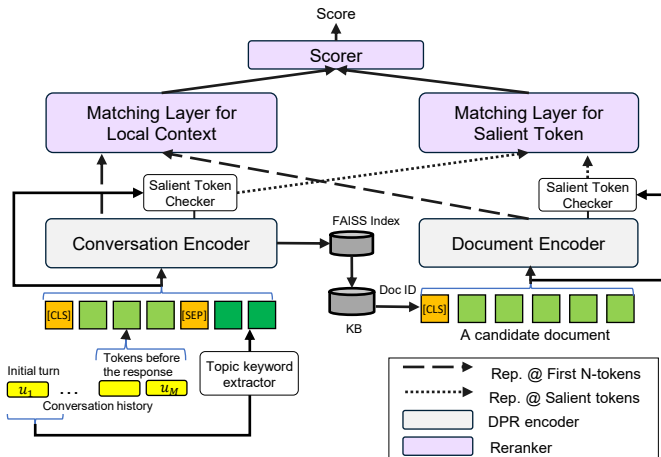 Score
Scorer
Matching Layer for
Local Context
Matching Layer for
Salient Token
Salient Token
Checker
Salient Token
Checker
FAISS Index
Conversation Encoder
Document Encoder
Doc ID
KB
[CLS]
[SEP]
[CLS]
A candidate document
Initial turn
Tokens before
the response
Topic keyword
extractor
u1
...
uM
Conversation history
Rep. @ First N-tokens
Rep. @ Salient tokens
DPR encoder
Reranker